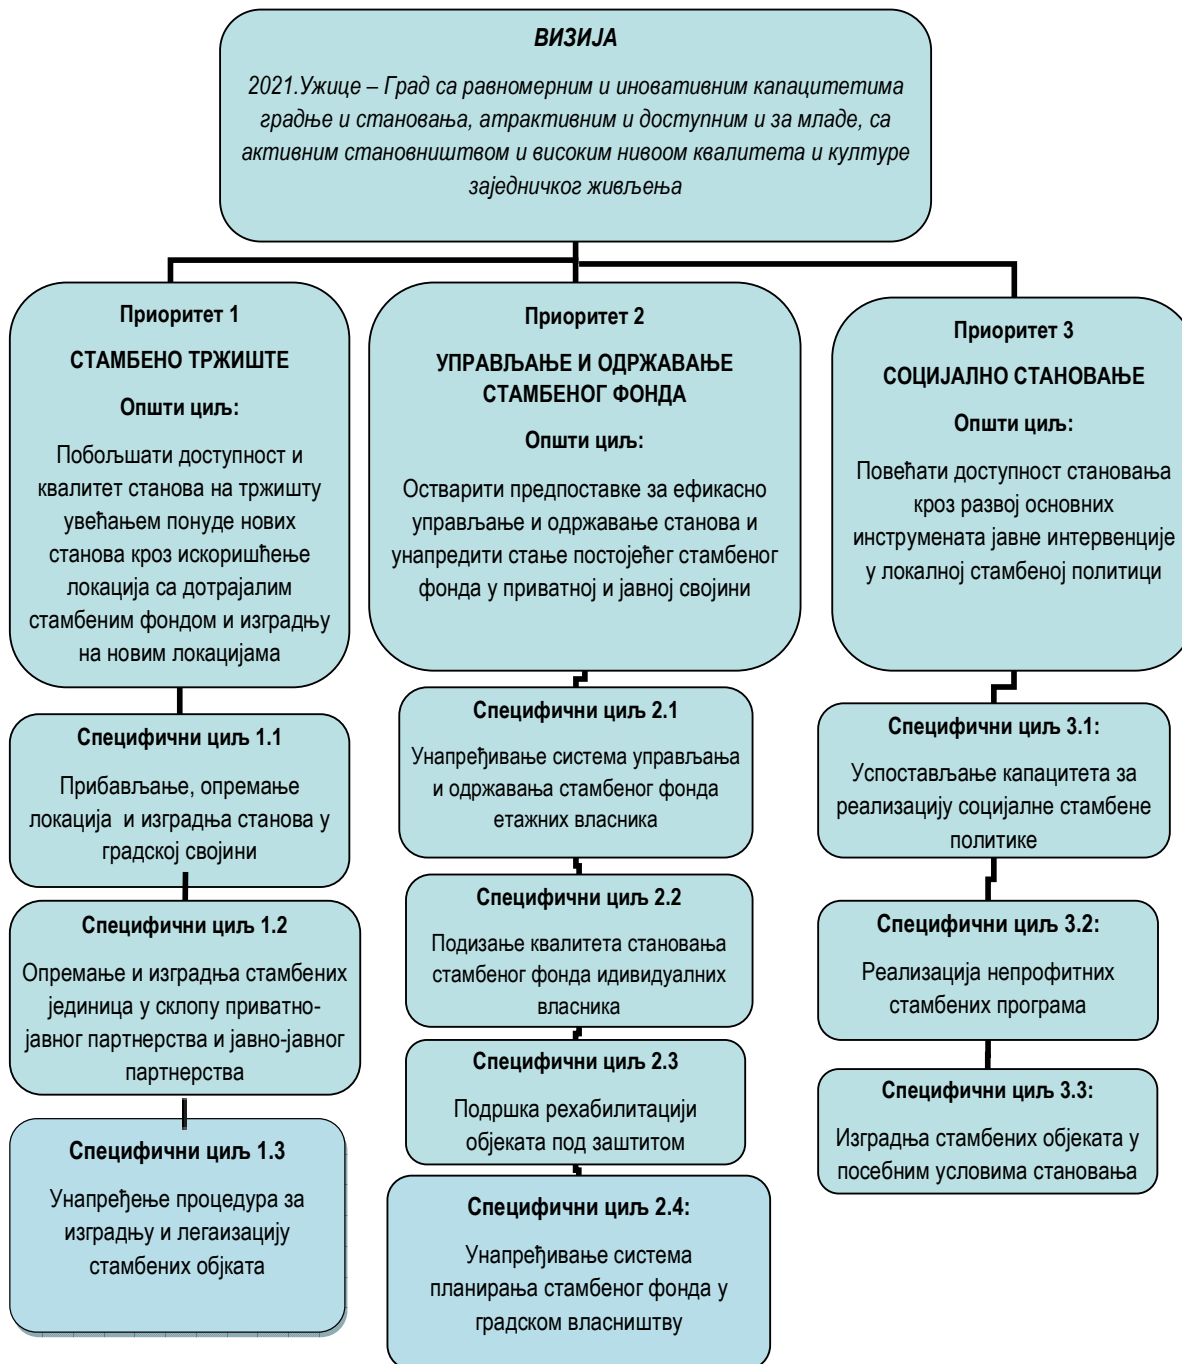 ВИЗИЈА
2021.Ужице – Град са равномерним и иновативним капацитетима
градње и становања, атрактивним и доступним и за младе, са
активним становништвом и високим нивоом квалитета и културе
заједничког живљења
Приоритет 1
СТАМБЕНО ТРЖИШТЕ
Општи циљ:
Побољшати доступност и
квалитет станова на тржишту
увећањем понуде нових
станова кроз искоришћење
локација са дотрајалим
стамбеним фондом и изградњу
на новим локацијама
Специфични циљ 1.1
Прибављање, опремање
локација и изградња станова у
градској својини
Специфични циљ 1.2
Опремање и изградња стамбених
јединица у склопу приватно-
јавног партнерства и јавно-јавног
партнерства
Специфични циљ 1.3
Унапређење процедура за
изградњу и легаизацију
стамбених објката
Приоритет 2
УПРАВЉАЊЕ И ОДРЖАВАЊЕ
СТАМБЕНОГ ФОНДА
Општи циљ:
Остварити предпоставке за ефикасно
управљање и одржавање станова и
унапредити стање постојећег стамбеног
фонда у приватној и јавној својини
Специфични циљ 2.1
Унапређивање система управљања
и одржавања стамбеног фонда
етажних власника
Специфични циљ 2.2
Подизање квалитета становања
стамбеног фонда идивидуалних
власника
Специфични циљ 2.3
Подршка рехабилитацији
објеката под заштитом
Специфични циљ 2.4:
Унапређивање система
планирања стамбеног фонда у
градском власништву
Приоритет 3
СОЦИЈАЛНО СТАНОВАЊЕ
Општи циљ:
Повећати доступност становања
кроз развој основних
инструмената јавне интервенције
у локалној стамбеној политици
Специфични циљ 3.1:
Успостављање капацитета за
реализацију социјалне стамбене
политике
Специфични циљ 3.2:
Реализација непрофитних
стамбених програма
Специфични циљ 3.3:
Изградња стамбених објеката у
посебним условима становања